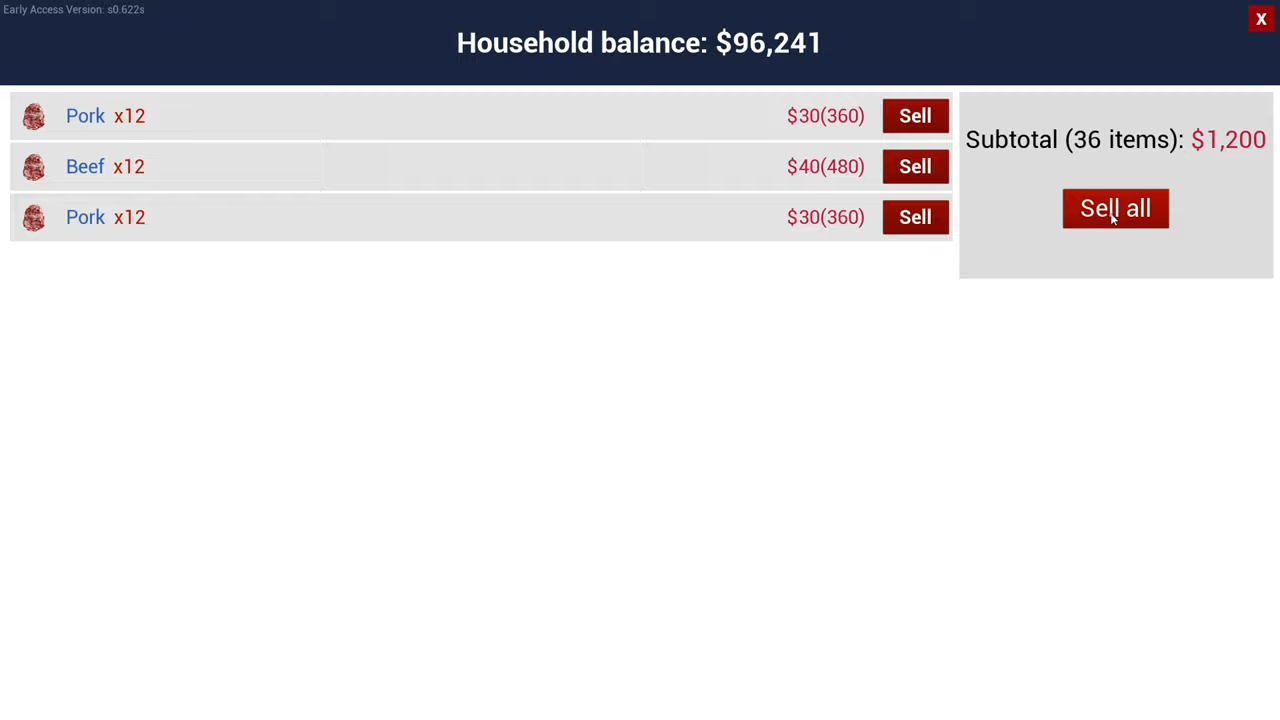 Early Access Version: s0.622s
X
Household balance: $96,241
Pork x12 $30(360) Sell
Beef x12 $40(480) Sell
Pork x12 $30(360) Sell
Subtotal (36 items): $1,200
Sell all